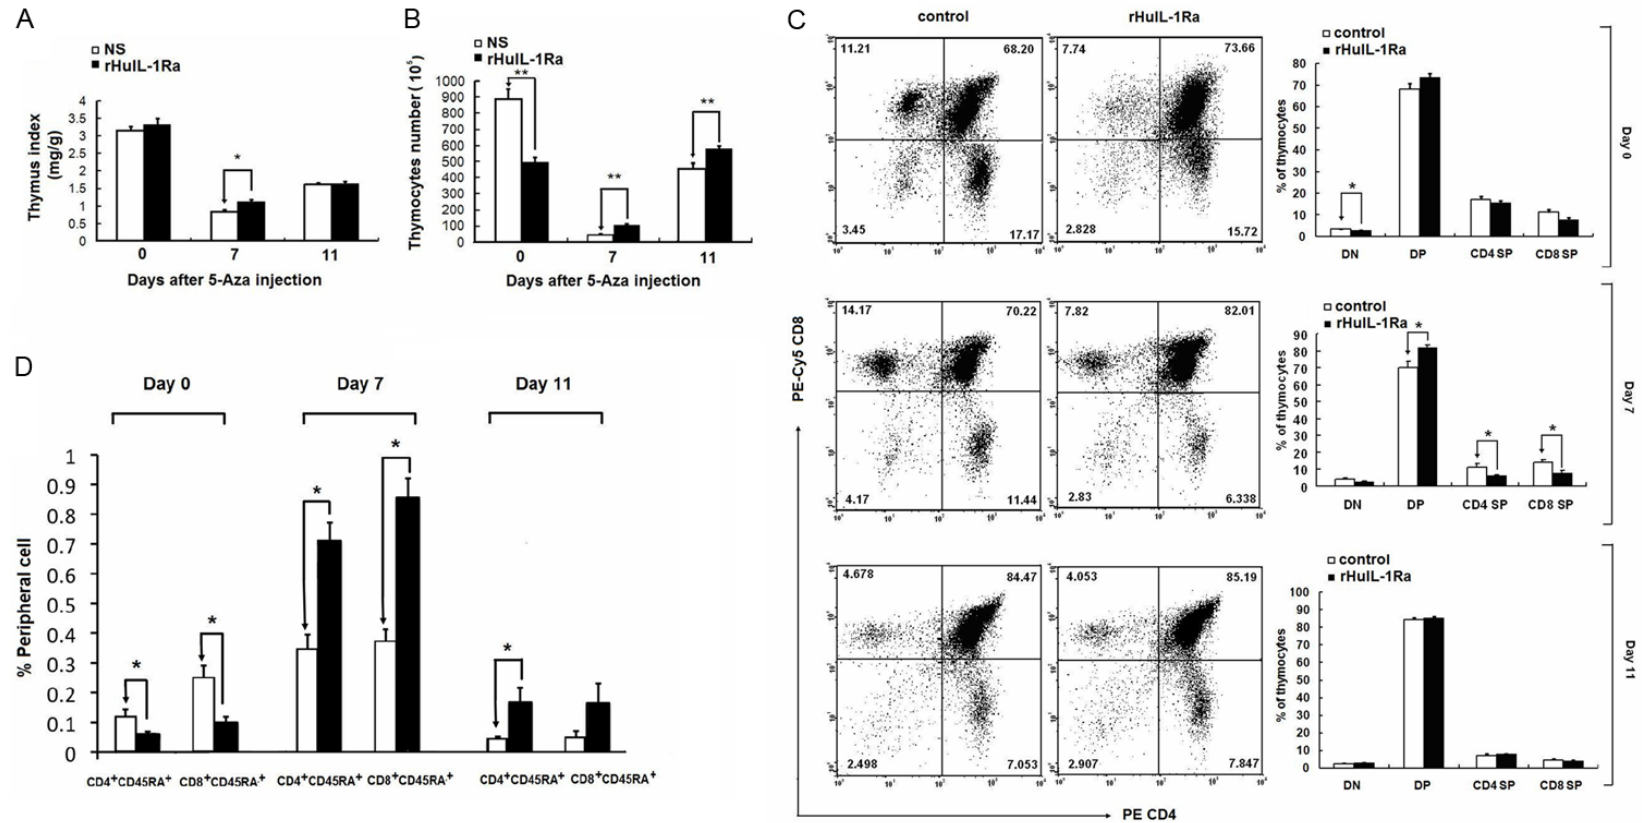 A
NS
rHuIL-1Ra
Thymus index
(mg/g)
4
3.5
3
2.5
2
1.5
1
0.5
0
*
0 7 11
Days after 5-Aza injection
B
NS
rHuIL-1Ra
Thymocytes number (10⁵)
1000
900
800
700
600
500
400
300
200
100
0
**
**
**
0 7 11
Days after 5-Aza injection
C
control rHuIL-1Ra
11.21 68.20
3.45 17.17
7.74 73.66
2.828 15.72
control
rHuIL-1Ra
% of thymocytes
80
70
60
50
40
30
20
10
0
*
DN DP CD4 SP CD8 SP
Day 0
14.17 70.22
4.17 11.44
7.82 82.01
2.83 6.338
control
rHuIL-1Ra
% of thymocytes
90
80
70
60
50
40
30
20
10
0
*
*
*
DN DP CD4 SP CD8 SP
Day 7
4.678 84.47
2.498 7.053
4.053 85.19
2.907 7.847
control
rHuIL-1Ra
% of thymocytes
100
90
80
70
60
50
40
30
20
10
0
DN DP CD4 SP CD8 SP
Day 11
PE-Cy5 CD8
PE CD4
D
Day 0 Day 7 Day 11
% Peripheral cell
1
0.9
0.8
0.7
0.6
0.5
0.4
0.3
0.2
0.1
0
*
*
*
*
*
CD4⁺CD45RA⁺ CD8⁺CD45RA⁺ CD4⁺CD45RA⁺ CD8⁺CD45RA⁺ CD4⁺CD45RA⁺ CD8⁺CD45RA⁺